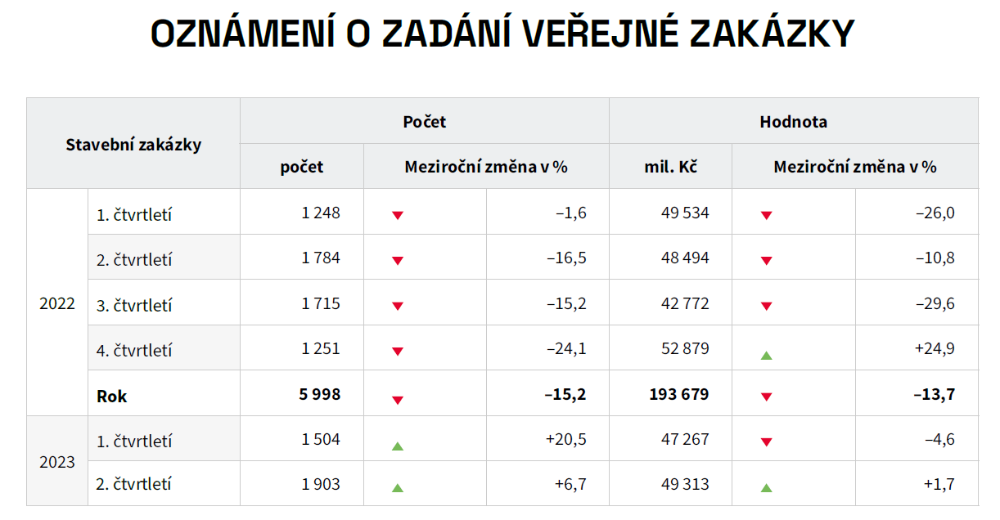 OZNÁMENÍ O ZADÁNÍ VEŘEJNÉ ZAKÁZKY
Stavební zakázky Počet Hodnota
počet Meziroční změna v % mil. Kč Meziroční změna v %
2022
1. čtvrtletí 1 248 –1,6 49 534 –26,0
2. čtvrtletí 1 784 –16,5 48 494 –10,8
3. čtvrtletí 1 715 –15,2 42 772 –29,6
4. čtvrtletí 1 251 –24,1 52 879 +24,9
Rok 5 998 –15,2 193 679 –13,7
2023
1. čtvrtletí 1 504 +20,5 47 267 –4,6
2. čtvrtletí 1 903 +6,7 49 313 +1,7